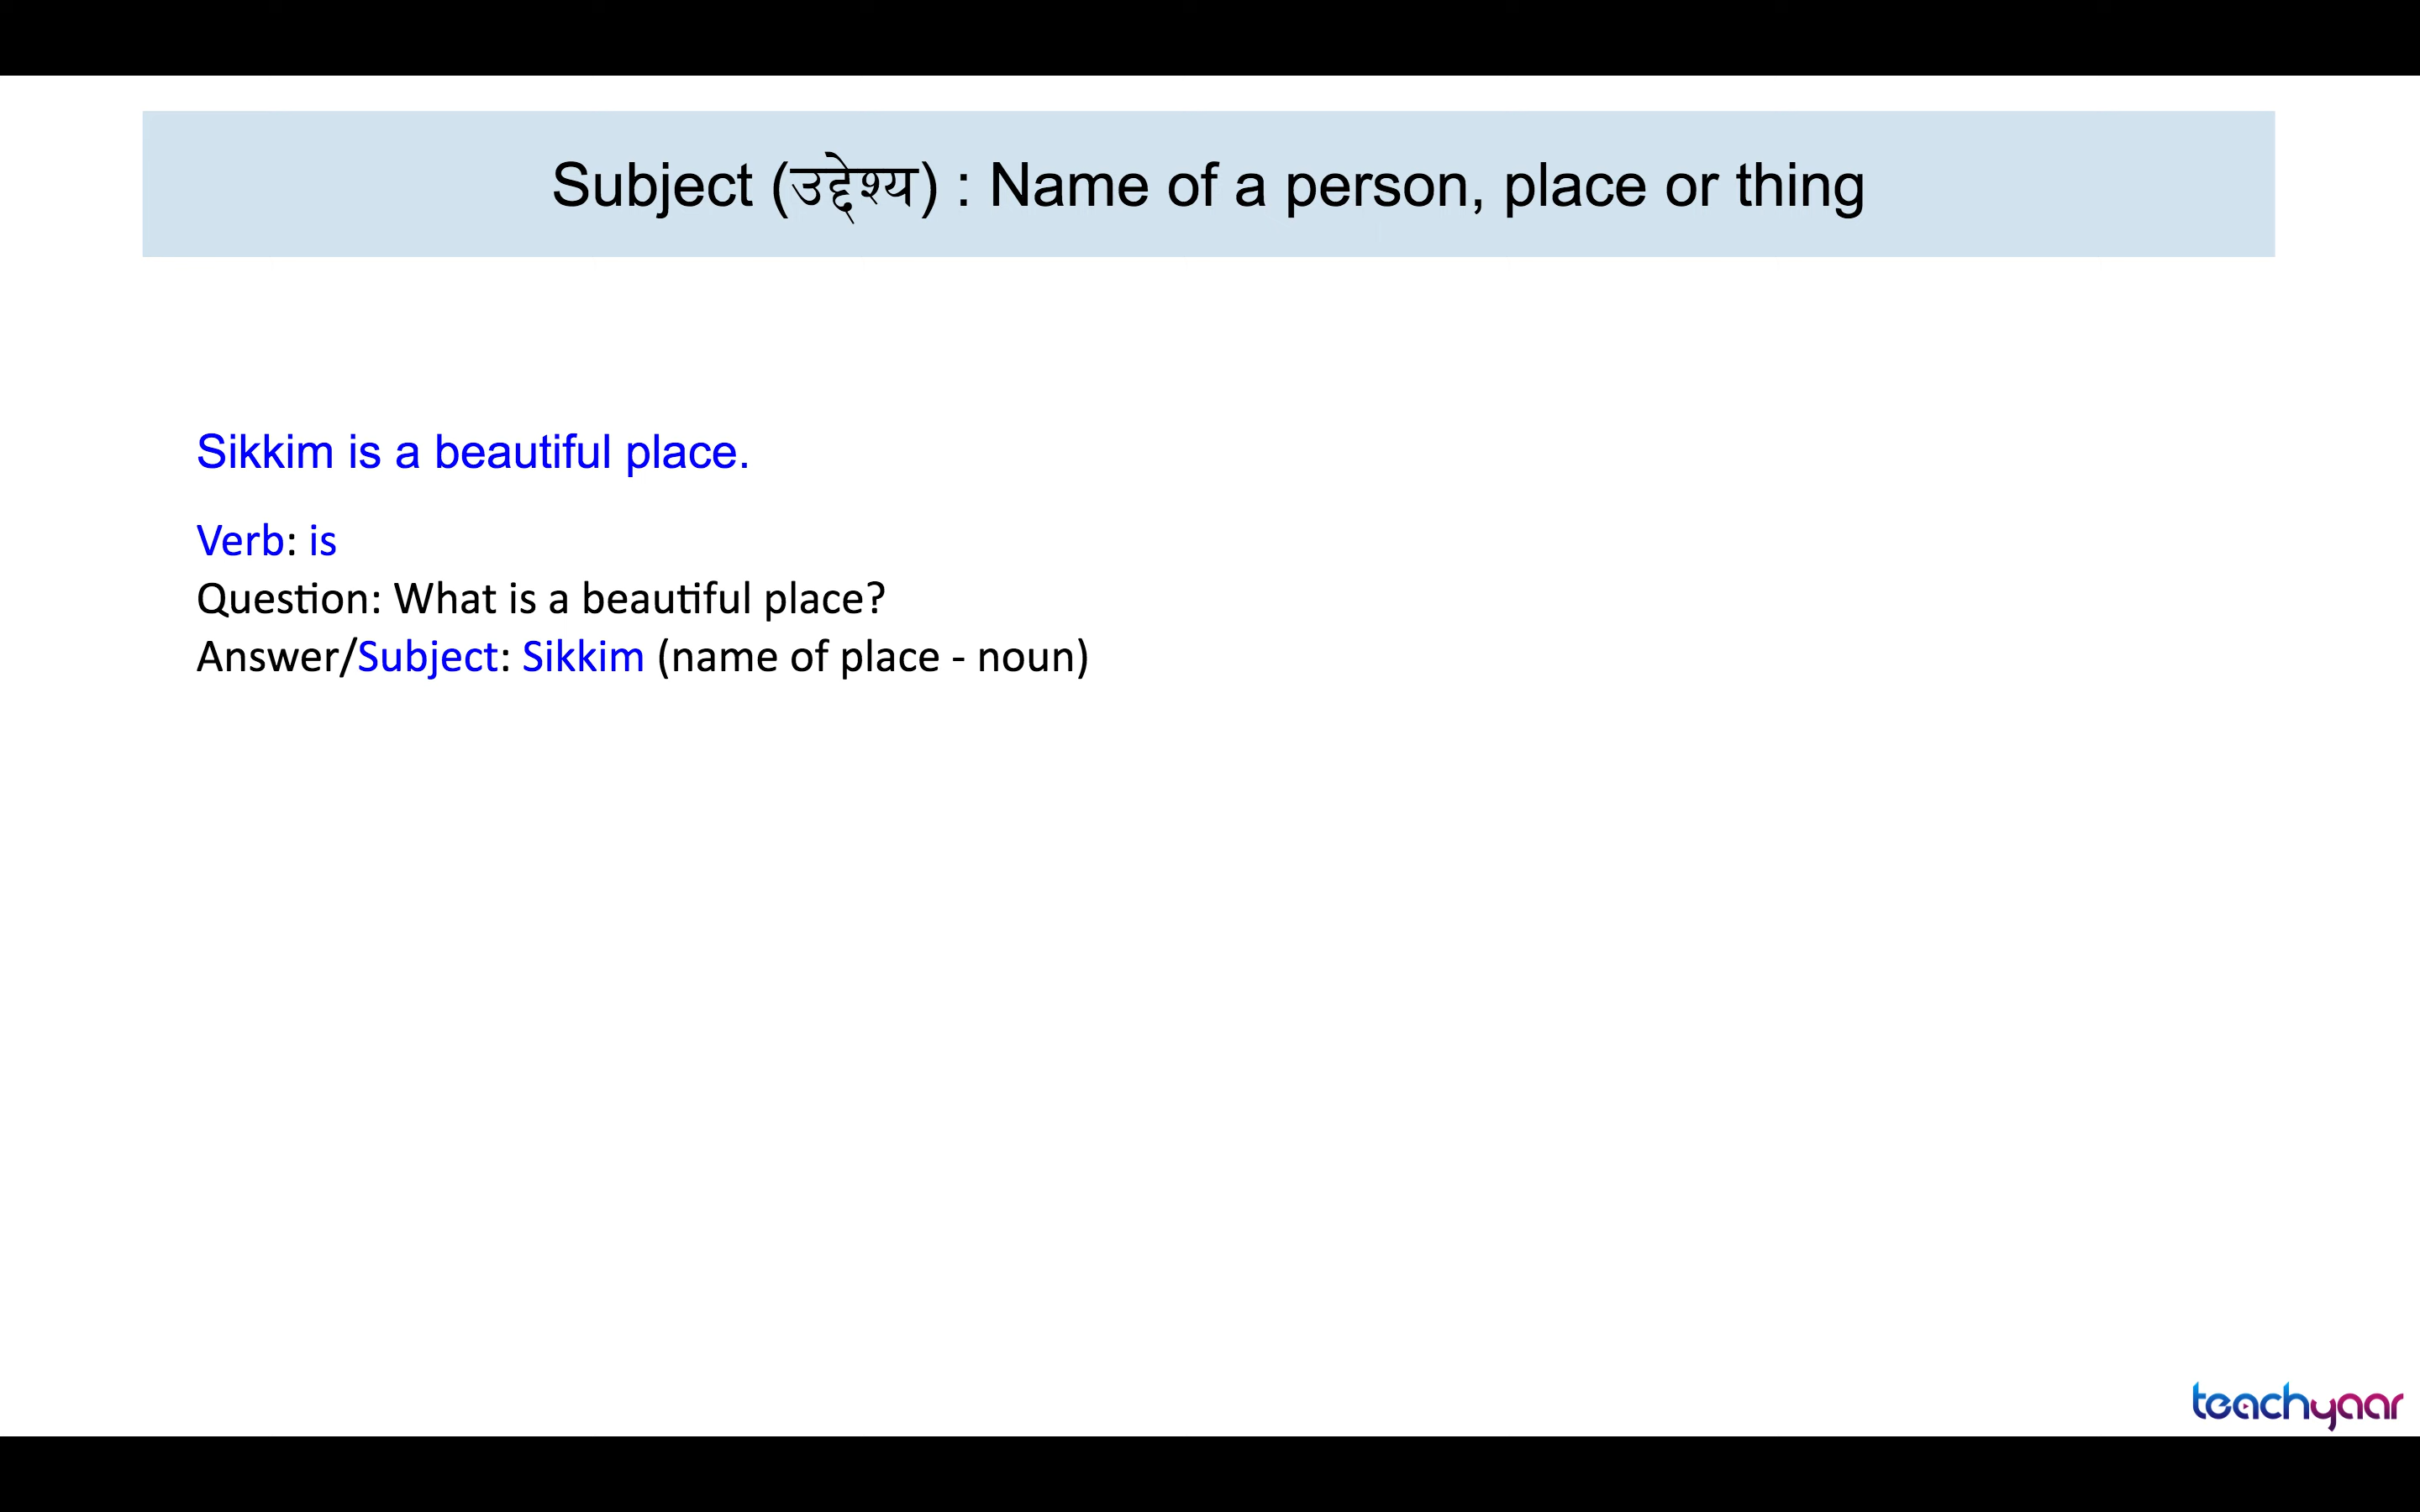 Subject (उद्देश्य) : Name of a person, place or thing
Sikkim is a beautiful place.
Verb: is
Question: What is a beautiful place?
Answer/Subject: Sikkim (name of place - noun)
teachyaar